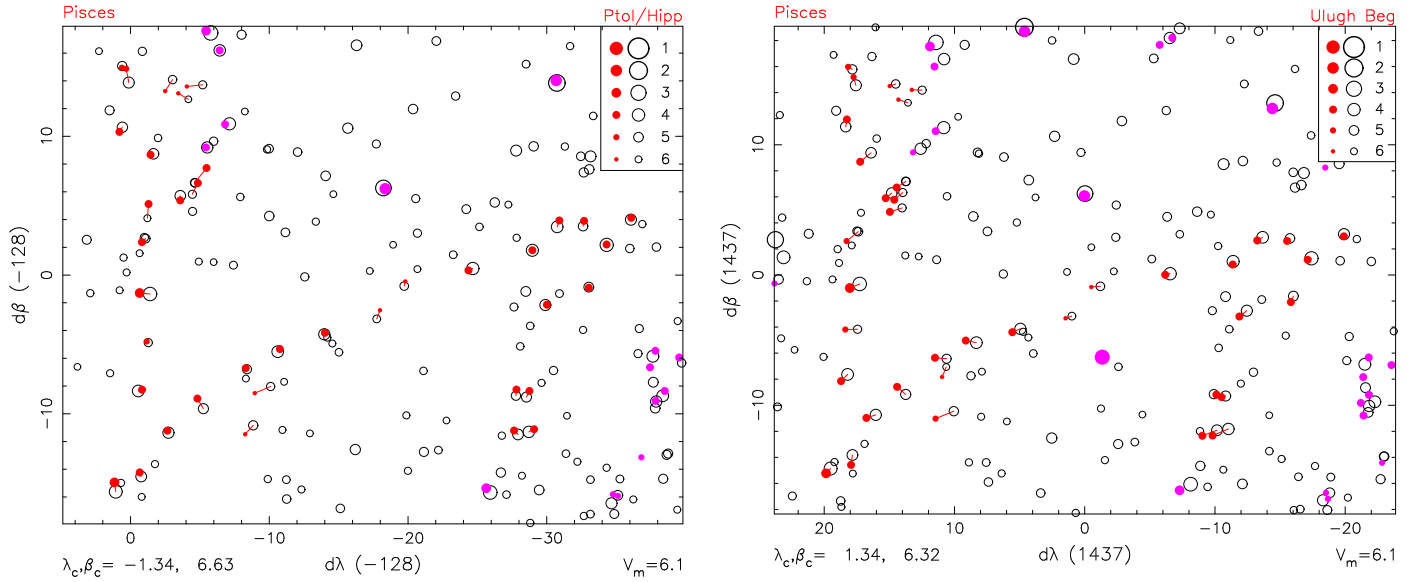 Pisces
Ptol/Hipp
1
2
3
4
5
6
10
0
−10
dβ (−128)
0
−10
−20
−30
λc,βc= −1.34, 6.63
dλ (−128)
Vm=6.1
Pisces
Ulugh Beg
1
2
3
4
5
6
10
0
−10
dβ (1437)
20
10
0
−10
−20
λc,βc= 1.34, 6.32
dλ (1437)
Vm=6.1